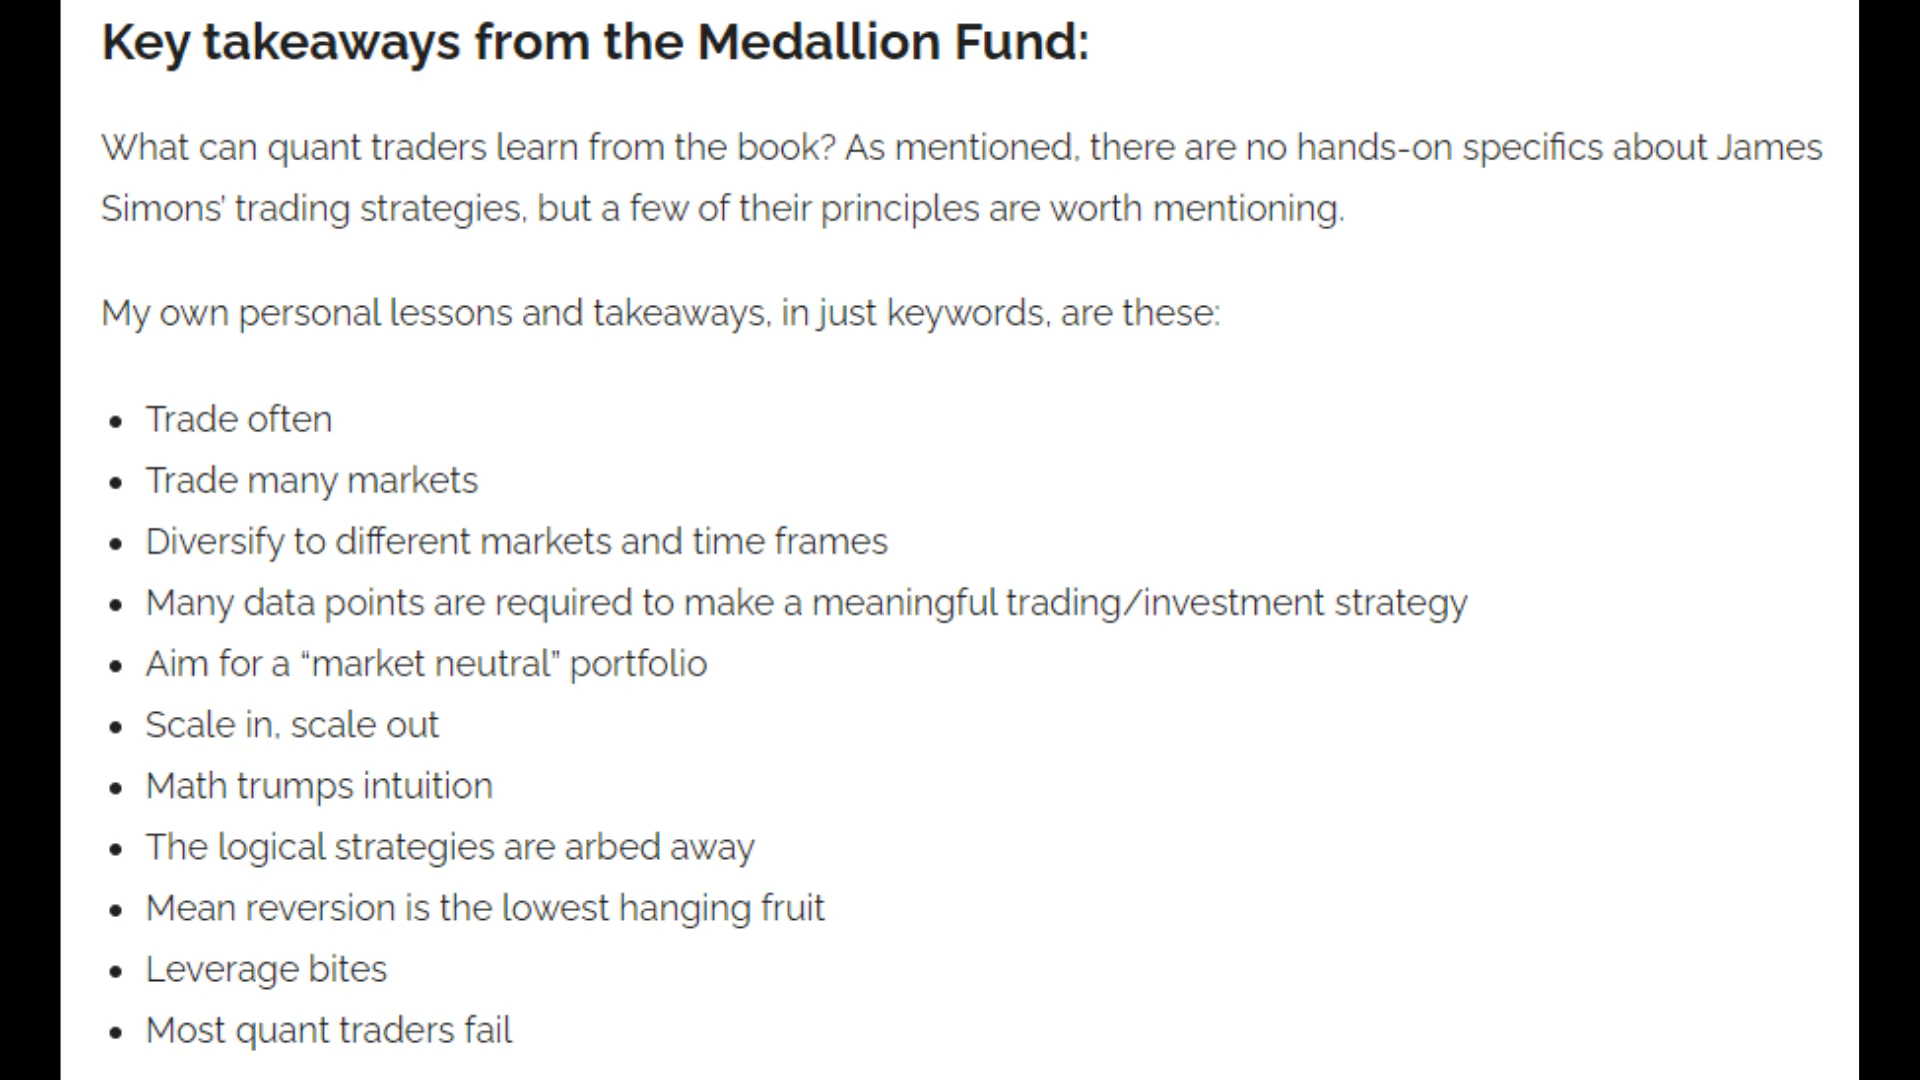 Key takeaways from the Medallion Fund:
What can quant traders learn from the book? As mentioned, there are no hands-on specifics about James
Simons’ trading strategies, but a few of their principles are worth mentioning.
My own personal lessons and takeaways, in just keywords, are these:
• Trade often
• Trade many markets
• Diversify to different markets and time frames
• Many data points are required to make a meaningful trading/investment strategy
• Aim for a “market neutral” portfolio
• Scale in, scale out
• Math trumps intuition
• The logical strategies are arbed away
• Mean reversion is the lowest hanging fruit
• Leverage bites
• Most quant traders fail